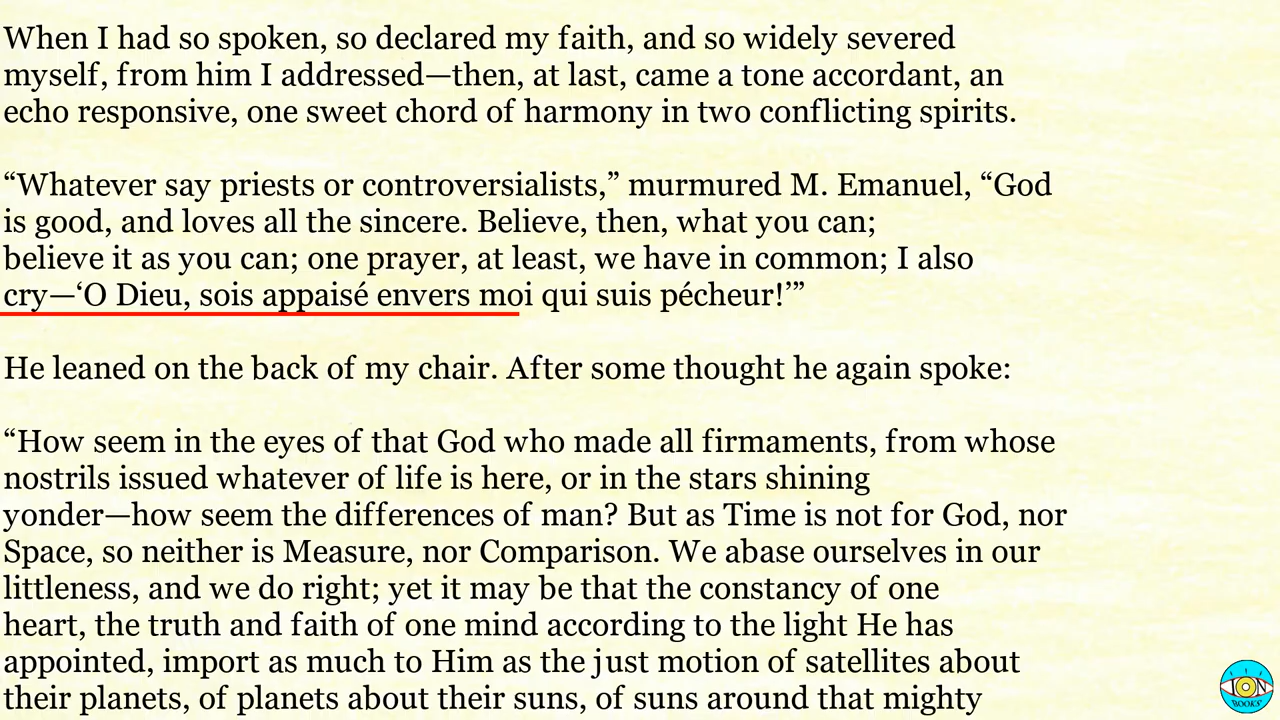 When I had so spoken, so declared my faith, and so widely severed
myself, from him I addressed—then, at last, came a tone accordant, an
echo responsive, one sweet chord of harmony in two conflicting spirits.
“Whatever say priests or controversialists,” murmured M. Emanuel, “God
is good, and loves all the sincere. Believe, then, what you can;
believe it as you can; one prayer, at least, we have in common; I also
cry—‘O Dieu, sois appaisé envers moi qui suis pécheur!’”
He leaned on the back of my chair. After some thought he again spoke:
“How seem in the eyes of that God who made all firmaments, from whose
nostrils issued whatever of life is here, or in the stars shining
yonder—how seem the differences of man? But as Time is not for God, nor
Space, so neither is Measure, nor Comparison. We abase ourselves in our
littleness, and we do right; yet it may be that the constancy of one
heart, the truth and faith of one mind according to the light He has
appointed, import as much to Him as the just motion of satellites about
their planets, of planets about their suns, of suns around that mighty
ION
BOOKS